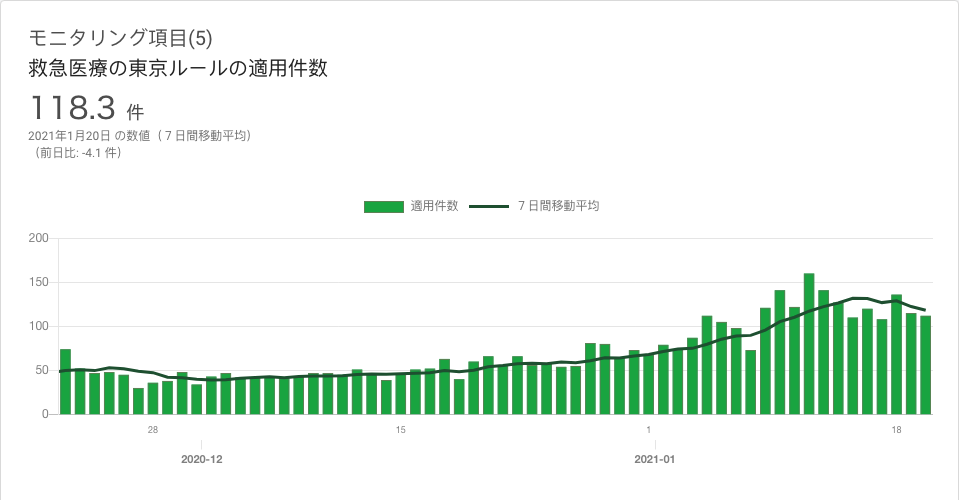 モニタリング項目(5)
救急医療の東京ルールの適用件数
118.3 件
2021年1月20日 の数値（７日間移動平均）
（前日比: -4.1 件）
適用件数 ７日間移動平均
200
150
100
50
0
28 15 1 18
2020-12 2021-01